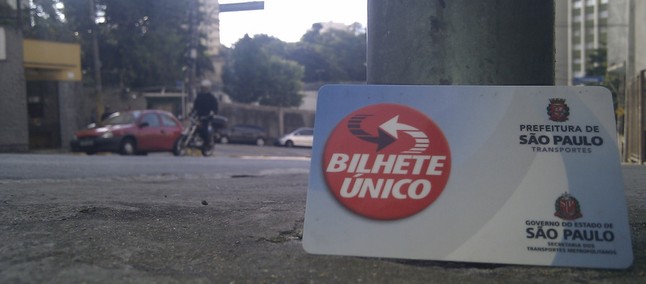 BILHETE
ÚNICO
PREFEITURA DE
SÃO PAULO
TRANSPORTES
GOVERNO DO ESTADO DE
SÃO PAULO
SECRETARIA DOS
TRANSPORTES METROPOLITANOS